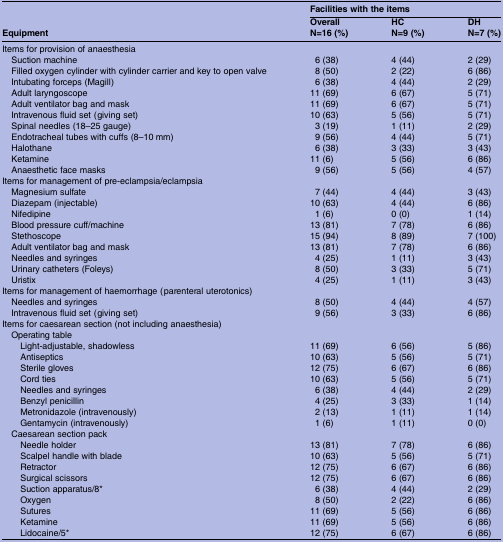 Facilities with the items
Overall HC DH
Equipment N=16 (%) N=9 (%) N=7 (%)
Items for provision of anaesthesia
Suction machine 6 (38) 4 (44) 2 (29)
Filled oxygen cylinder with cylinder carrier and key to open valve 8 (50) 2 (22) 6 (86)
Intubating forceps (Magill) 6 (38) 4 (44) 2 (29)
Adult laryngoscope 11 (69) 6 (67) 5 (71)
Adult ventilator bag and mask 11 (69) 6 (67) 5 (71)
Intravenous fluid set (giving set) 10 (63) 5 (56) 5 (71)
Spinal needles (18–25 gauge) 3 (19) 1 (11) 2 (29)
Endotracheal tubes with cuffs (8–10 mm) 9 (56) 4 (44) 5 (71)
Halothane 6 (38) 3 (33) 3 (43)
Ketamine 11 (6) 5 (56) 6 (86)
Anaesthetic face masks 9 (56) 5 (56) 4 (57)
Items for management of pre-eclampsia/eclampsia
Magnesium sulfate 7 (44) 4 (44) 3 (43)
Diazepam (injectable) 10 (63) 4 (44) 6 (86)
Nifedipine 1 (6) 0 (0) 1 (14)
Blood pressure cuff/machine 13 (81) 7 (78) 6 (86)
Stethoscope 15 (94) 8 (89) 7 (100)
Adult ventilator bag and mask 13 (81) 7 (78) 6 (86)
Needles and syringes 4 (25) 1 (11) 3 (43)
Urinary catheters (Foleys) 8 (50) 3 (33) 5 (71)
Uristix 4 (25) 1 (11) 3 (43)
Items for management of haemorrhage (parenteral uterotonics)
Needles and syringes 8 (50) 4 (44) 4 (57)
Intravenous fluid set (giving set) 9 (56) 3 (33) 6 (86)
Items for caesarean section (not including anaesthesia)
Operating table
Light-adjustable, shadowless 11 (69) 6 (56) 5 (86)
Antiseptics 10 (63) 5 (56) 5 (71)
Sterile gloves 12 (75) 6 (67) 6 (86)
Cord ties 10 (63) 5 (56) 5 (71)
Needles and syringes 6 (38) 4 (44) 2 (29)
Benzyl penicillin 4 (25) 3 (33) 1 (14)
Metronidazole (intravenously) 2 (13) 1 (11) 1 (14)
Gentamycin (intravenously) 1 (6) 1 (11) 0 (0)
Caesarean section pack
Needle holder 13 (81) 7 (78) 6 (86)
Scalpel handle with blade 10 (63) 5 (56) 5 (71)
Retractor 12 (75) 6 (67) 6 (86)
Surgical scissors 12 (75) 6 (67) 6 (86)
Suction apparatus/8* 6 (38) 4 (44) 2 (29)
Oxygen 8 (50) 2 (22) 6 (86)
Sutures 11 (69) 5 (56) 6 (86)
Ketamine 11 (69) 5 (56) 6 (86)
Lidocaine/5* 12 (75) 6 (67) 6 (86)